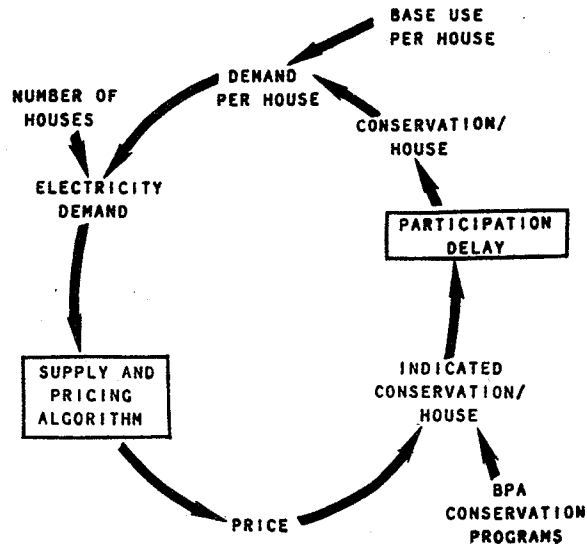 BASE USE
PER HOUSE
DEMAND
PER HOUSE
NUMBER OF
HOUSES
CONSERVATION/
HOUSE
ELECTRICITY
DEMAND
PARTICIPATION
DELAY
SUPPLY AND
PRICING
ALGORITHM
INDICATED
CONSERVATION/
HOUSE
PRICE
BPA
CONSERVATION
PROGRAMS